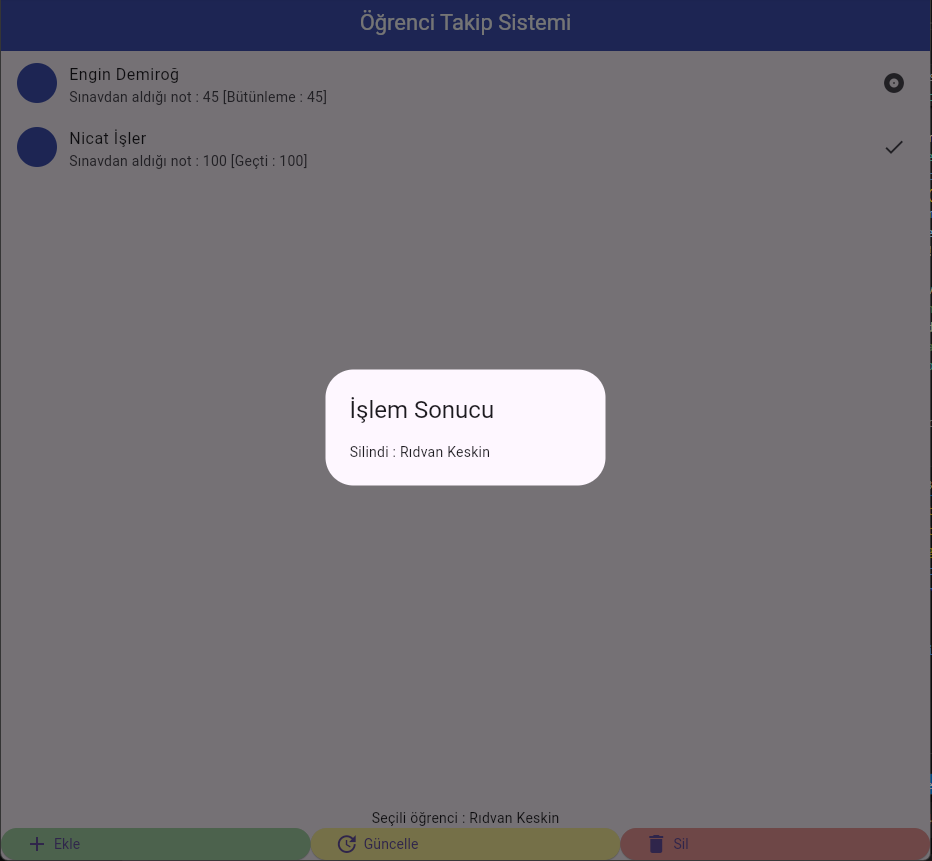 Öğrenci Takip Sistemi
Engin Demiroğ
Sınavdan aldığı not : 45 [Bütünleme : 45]
Nicat İşler
Sınavdan aldığı not : 100 [Geçti : 100]
İşlem Sonucu
Silindi : Rıdvan Keskin
Seçili öğrenci : Rıdvan Keskin
Ekle
Güncelle
Sil